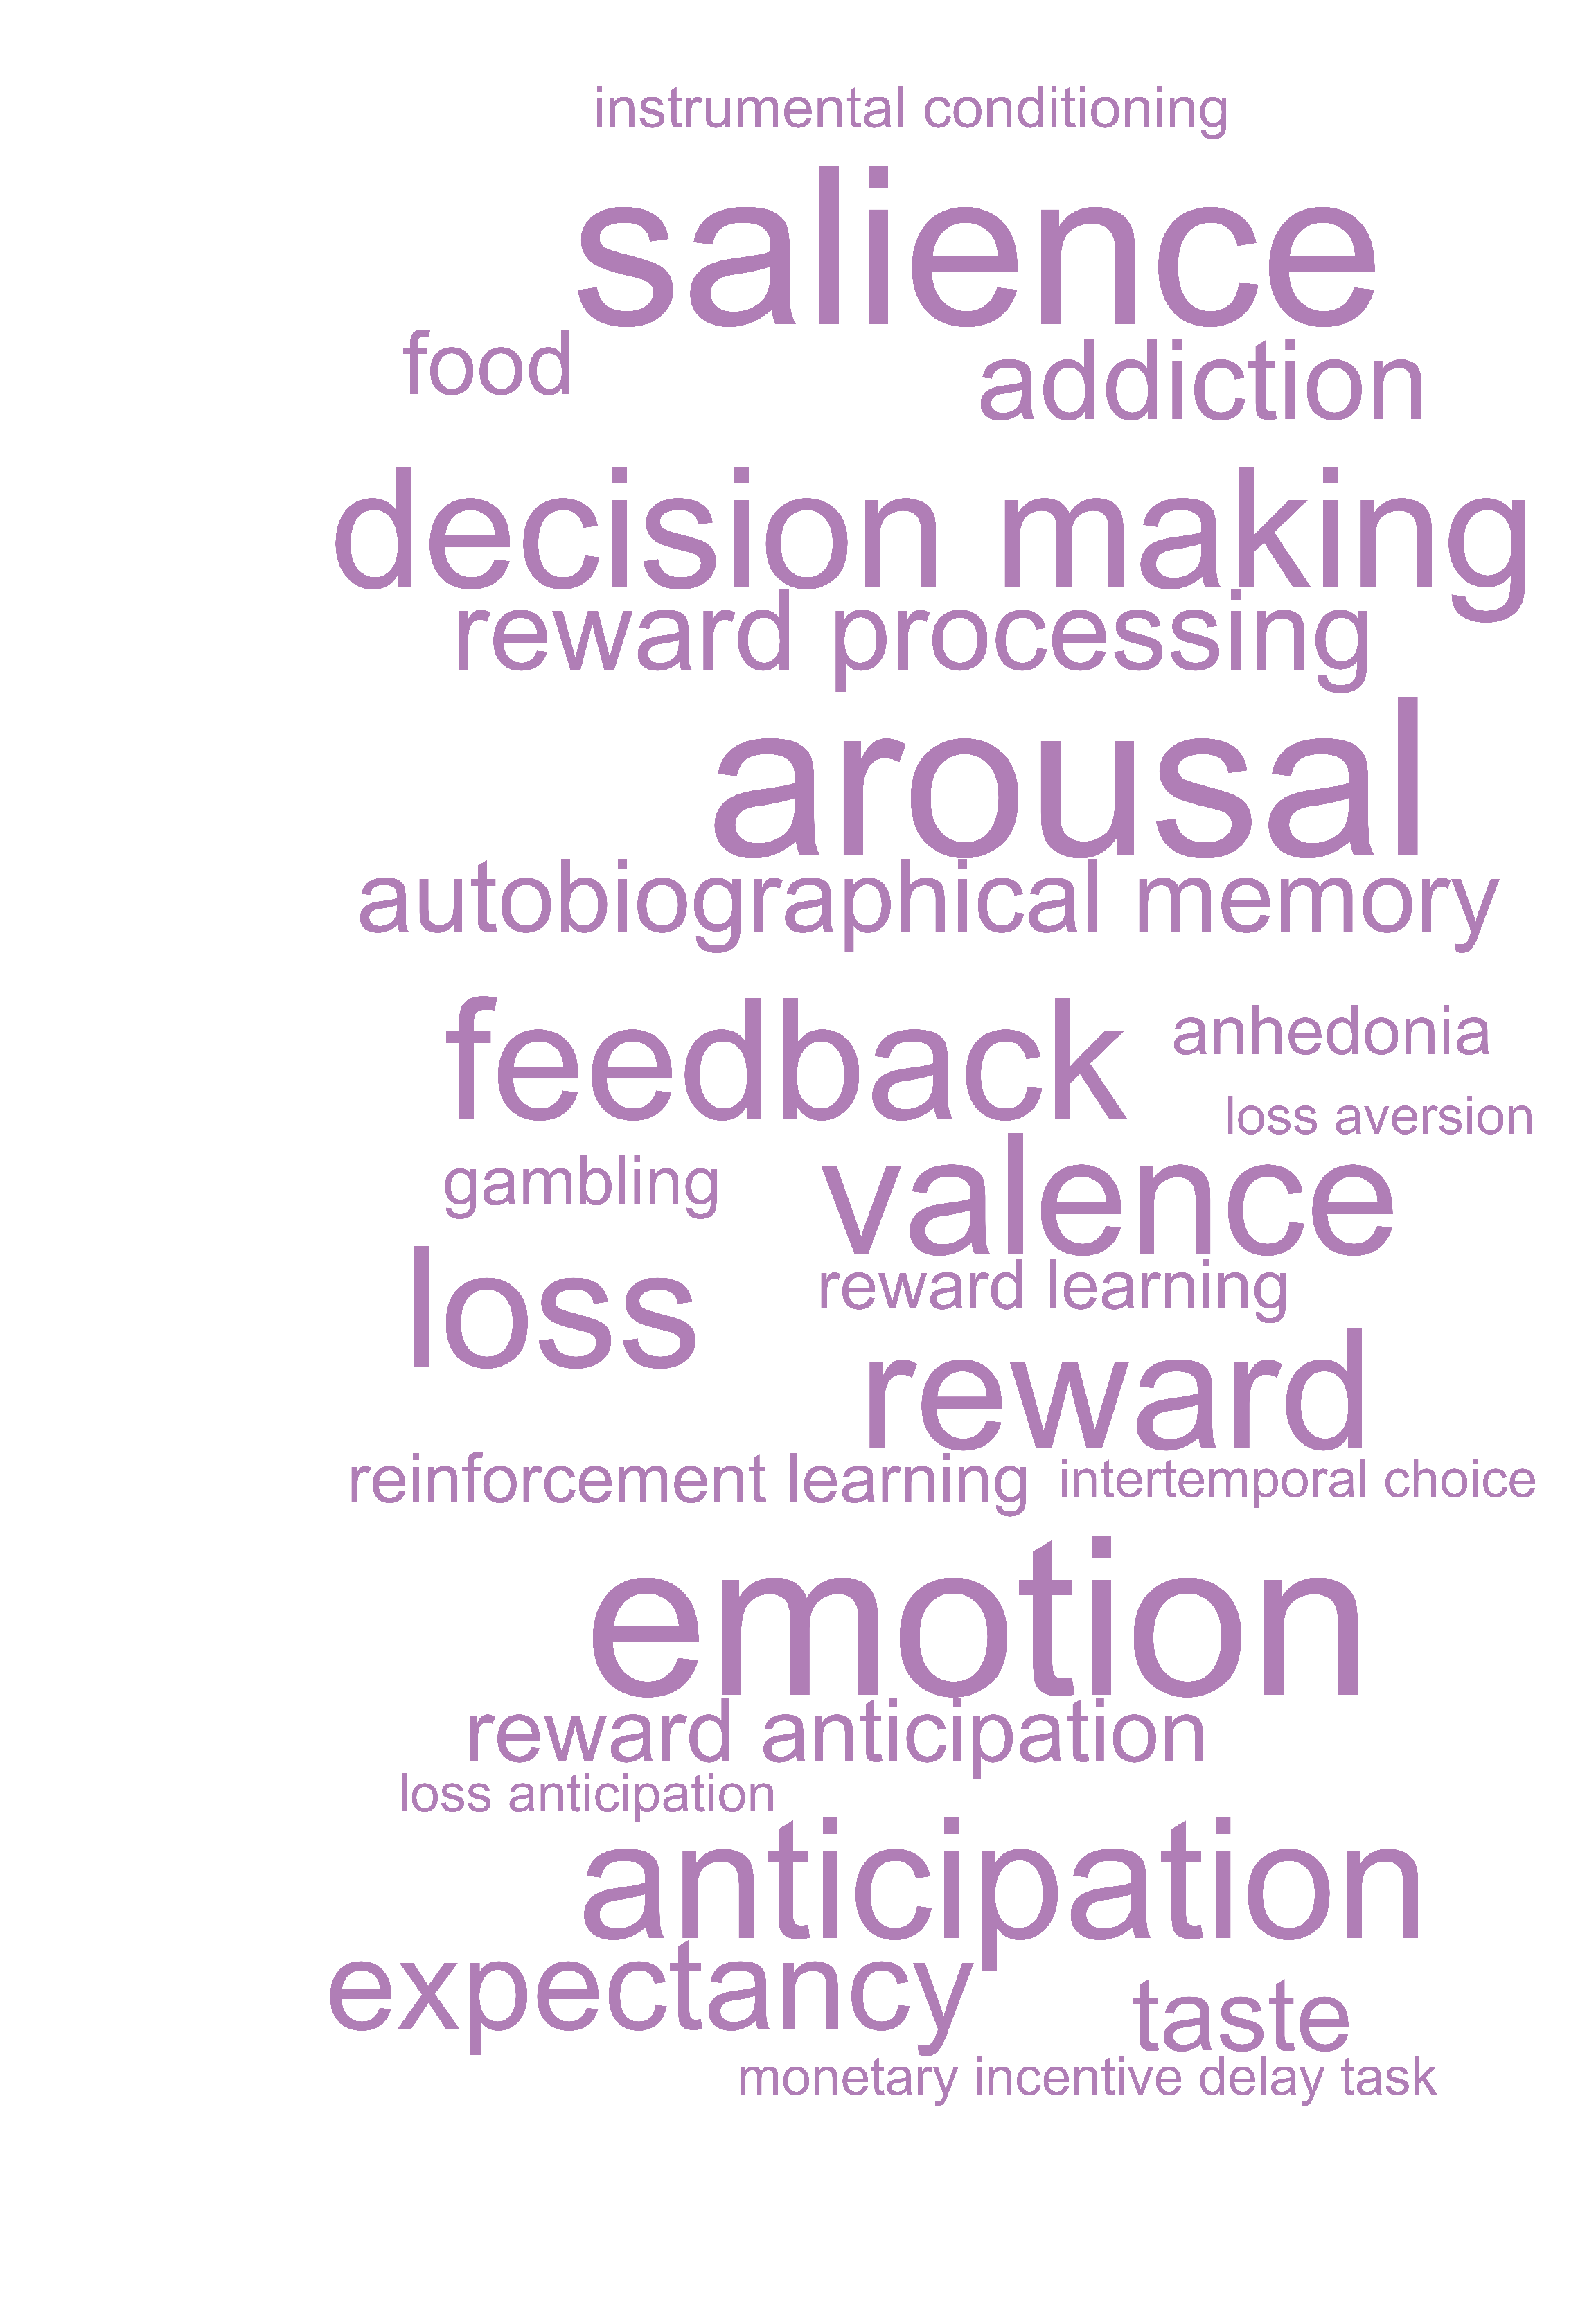 instrumental conditioning
salience
food
addiction
decision making
reward processing
arousal
autobiographical memory
feedback
anhedonia
loss aversion
gambling
valence
loss
reward learning
reward
reinforcement learning
intertemporal choice
emotion
reward anticipation
loss anticipation
anticipation
expectancy
taste
monetary incentive delay task